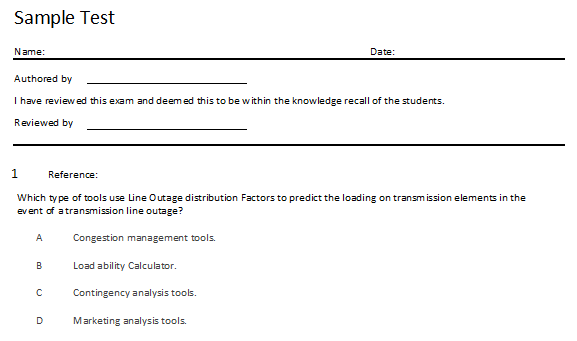 Sample Test
Name: Date:
Authored by
I have reviewed this exam and deemed this to be within the knowledge recall of the students.
Reviewed by
1 Reference:
Which type of tools use Line Outage distribution Factors to predict the loading on transmission elements in the
event of a transmission line outage?
A Congestion management tools.
B Load ability Calculator.
C Contingency analysis tools.
D Marketing analysis tools.